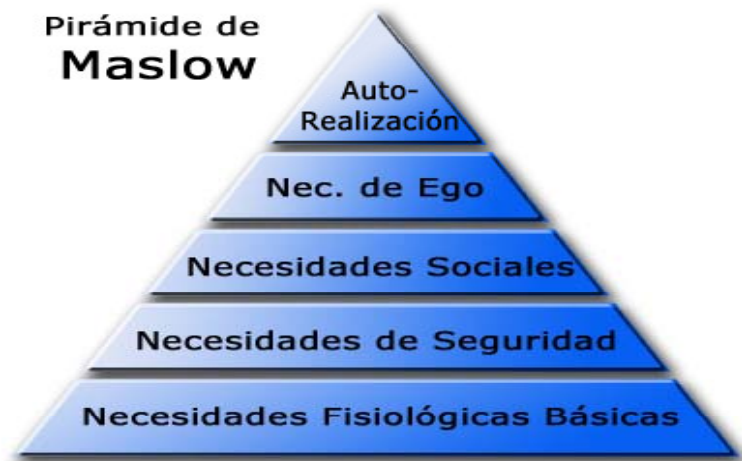 Pirámide de
Maslow
Auto-
Realización
Nec. de Ego
Necesidades Sociales
Necesidades de Seguridad
Necesidades Fisiológicas Básicas